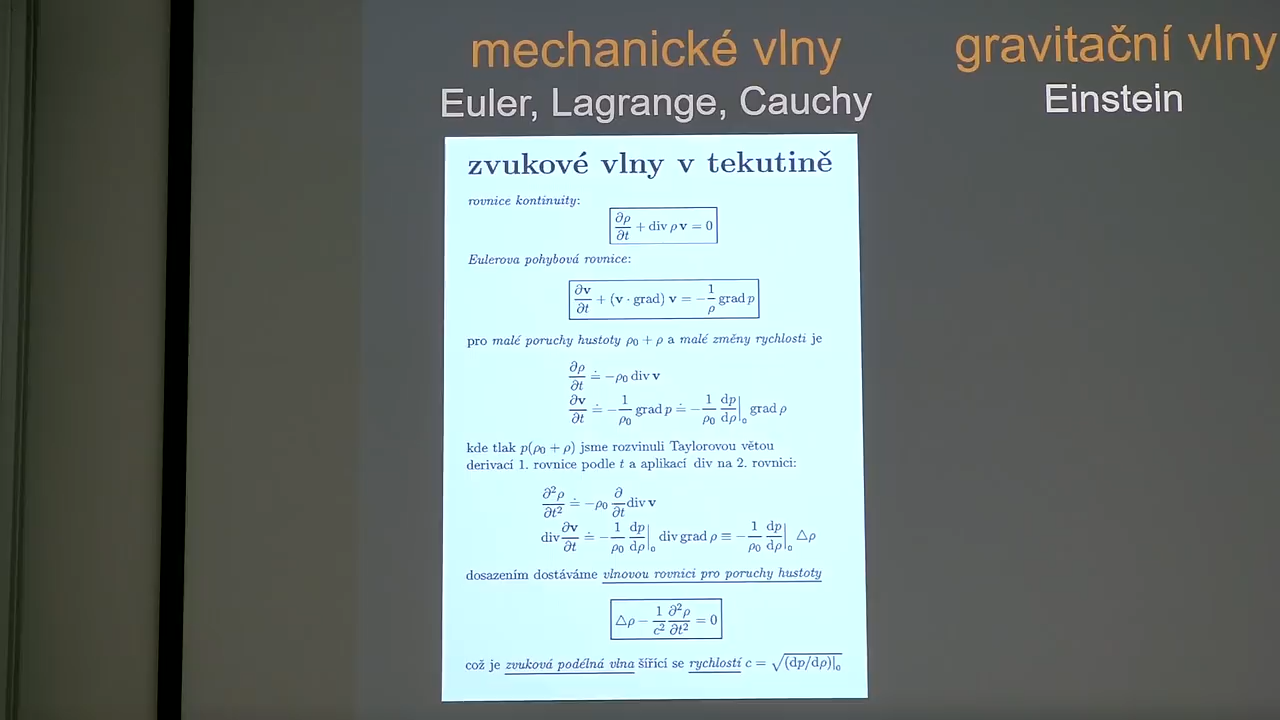 mechanické vlny
gravitační vlny
Euler, Lagrange, Cauchy
Einstein
zvukové vlny v tekutině
rovnice kontinuity:
∂ρ/∂t + div ρ v = 0
Eulerova pohybová rovnice:
∂v/∂t + (v · grad) v = −1/ρ grad p
pro malé poruchy hustoty ρ₀ + ρ a malé změny rychlosti je
∂ρ/∂t ≐ −ρ₀ div v
∂v/∂t ≐ −1/ρ₀ grad p ≐ −1/ρ₀ dp/dρ|₀ grad ρ
kde tlak p(ρ₀ + ρ) jsme rozvinuli Taylorovou větou
derivací 1. rovnice podle t a aplikací div na 2. rovnici:
∂²ρ/∂t² ≐ −ρ₀ ∂/∂t div v
div ∂v/∂t ≐ −1/ρ₀ dp/dρ|₀ div grad ρ ≡ −1/ρ₀ dp/dρ|₀ △ρ
dosazením dostáváme vlnovou rovnici pro poruchy hustoty
△ρ − 1/c² ∂²ρ/∂t² = 0
což je zvuková podélná vlna šířící se rychlostí c = √(dp/dρ)|₀